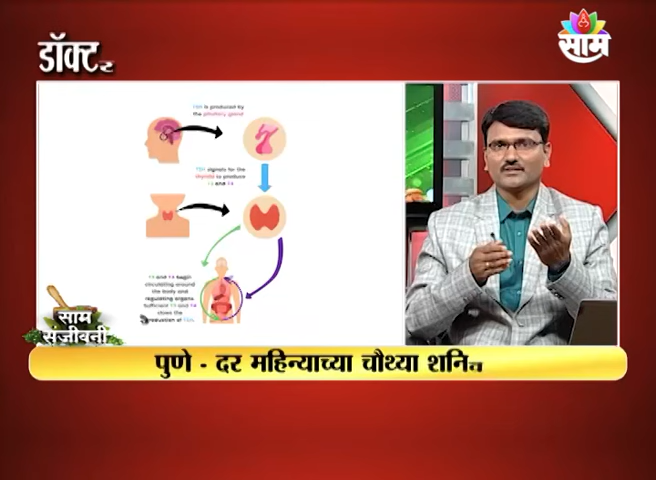 डॉक्टर
साम
TSH is produced by
the pituitary gland
TSH signals for the
thyroid to produce
T3 and T4
T3 and T4 begin
circulating around
the body and
regulating organs.
Sufficient T3 and T4
slows the
production of TSH.
साम
संजीवनी
पुणे - दर महिन्याच्या चौथ्या शनिव